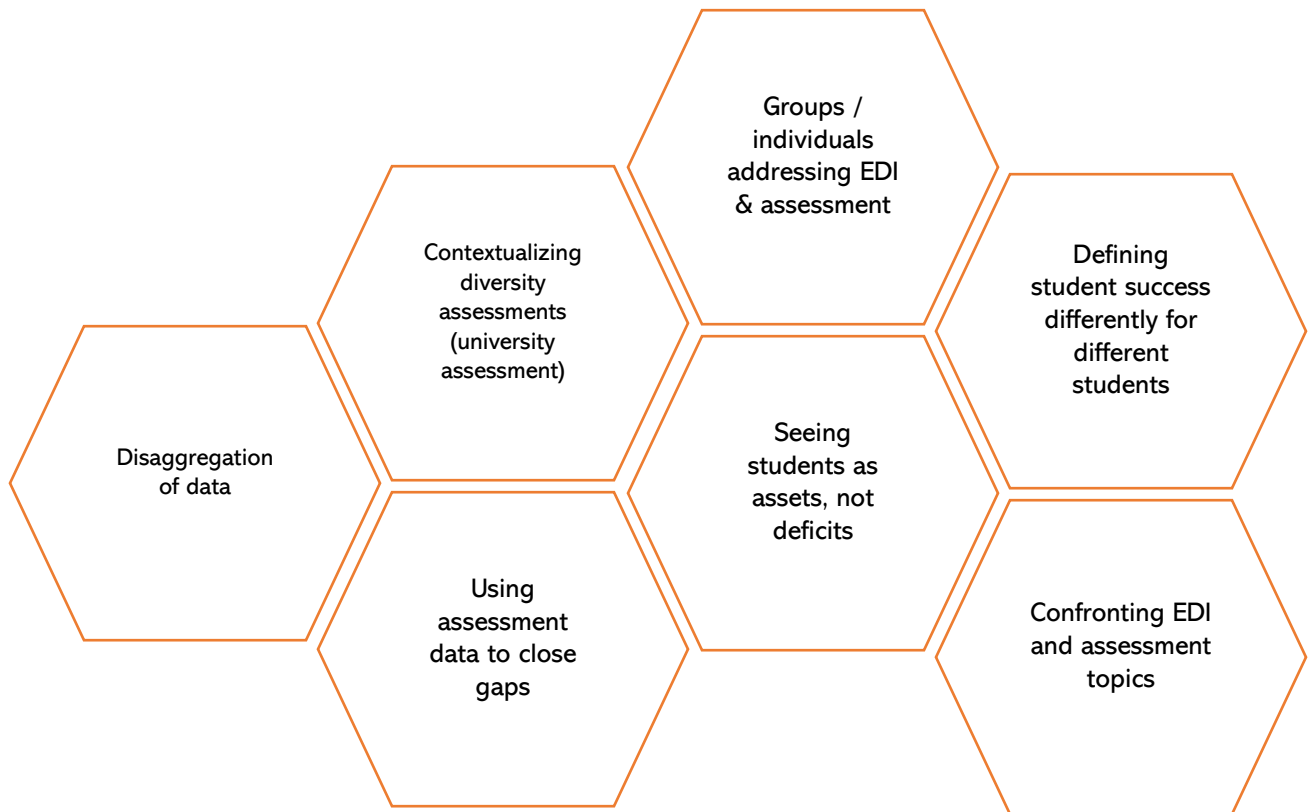 Groups /
individuals
addressing EDI
& assessment
Contextualizing
diversity
assessments
(university
assessment)
Defining
student success
differently for
different
students
Disaggregation
of data
Seeing
students as
assets, not
deficits
Using
assessment
data to close
gaps
Confronting EDI
and assessment
topics